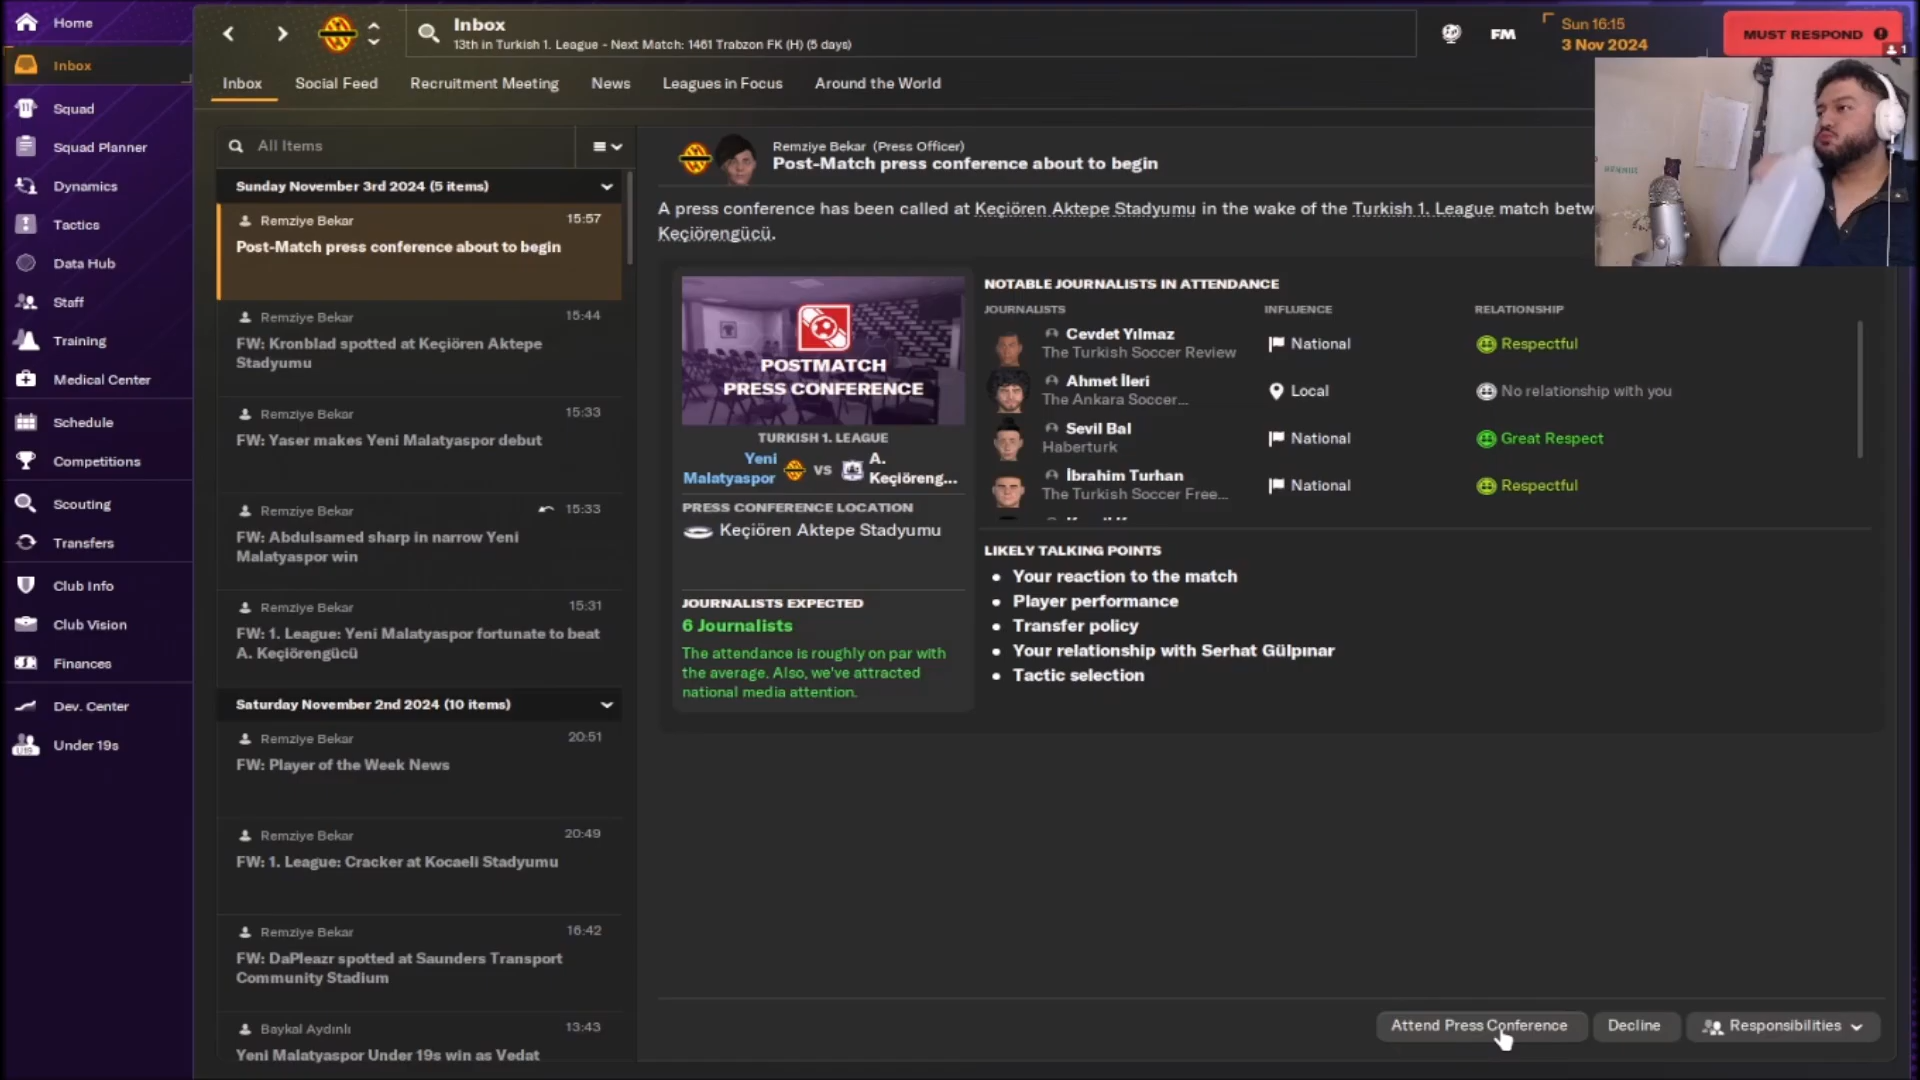 Home
Inbox
Squad
Squad Planner
Dynamics
Tactics
Data Hub
Staff
Training
Medical Center
Schedule
Competitions
Scouting
Transfers
Club Info
Club Vision
Finances
Dev. Center
Under 19s
Inbox
13th in Turkish 1. League - Next Match: 1461 Trabzon FK (H) (5 days)
FM
Sun 16:15
3 Nov 2024
MUST RESPOND
1
Inbox
Social Feed
Recruitment Meeting
News
Leagues in Focus
Around the World
All Items
Sunday November 3rd 2024 (5 items)
Remziye Bekar 15:57
Post-Match press conference about to begin
Remziye Bekar 15:44
FW: Kronblad spotted at Keçiören Aktepe
Stadyumu
Remziye Bekar 15:33
FW: Yaser makes Yeni Malatyaspor debut
Remziye Bekar 15:33
FW: Abdulsamed sharp in narrow Yeni
Malatyaspor win
Remziye Bekar 15:31
FW: 1. League: Yeni Malatyaspor fortunate to beat
A. Keçiörengücü
Saturday November 2nd 2024 (10 items)
Remziye Bekar 20:51
FW: Player of the Week News
Remziye Bekar 20:49
FW: 1. League: Cracker at Kocaeli Stadyumu
Remziye Bekar 16:42
FW: DaPleazr spotted at Saunders Transport
Community Stadium
Baykal Aydınlı 13:43
Yeni Malatyaspor Under 19s win as Vedat
Remziye Bekar (Press Officer)
Post-Match press conference about to begin
A press conference has been called at Keçiören Aktepe Stadyumu in the wake of the Turkish 1. League match betw
Keçiörengücü.
POSTMATCH
PRESS CONFERENCE
TURKISH 1. LEAGUE
Yeni
Malatyaspor
VS
A.
Keçiöreng...
PRESS CONFERENCE LOCATION
Keçiören Aktepe Stadyumu
JOURNALISTS EXPECTED
6 Journalists
The attendance is roughly on par with
the average. Also, we've attracted
national media attention.
NOTABLE JOURNALISTS IN ATTENDANCE
JOURNALISTS INFLUENCE RELATIONSHIP
Cevdet Yılmaz
The Turkish Soccer Review
National
Respectful
Ahmet İleri
The Ankara Soccer...
Local
No relationship with you
Sevil Bal
Haberturk
National
Great Respect
İbrahim Turhan
The Turkish Soccer Free...
National
Respectful
LIKELY TALKING POINTS
• Your reaction to the match
• Player performance
• Transfer policy
• Your relationship with Serhat Gülpınar
• Tactic selection
Attend Press Conference
Decline
Responsibilities